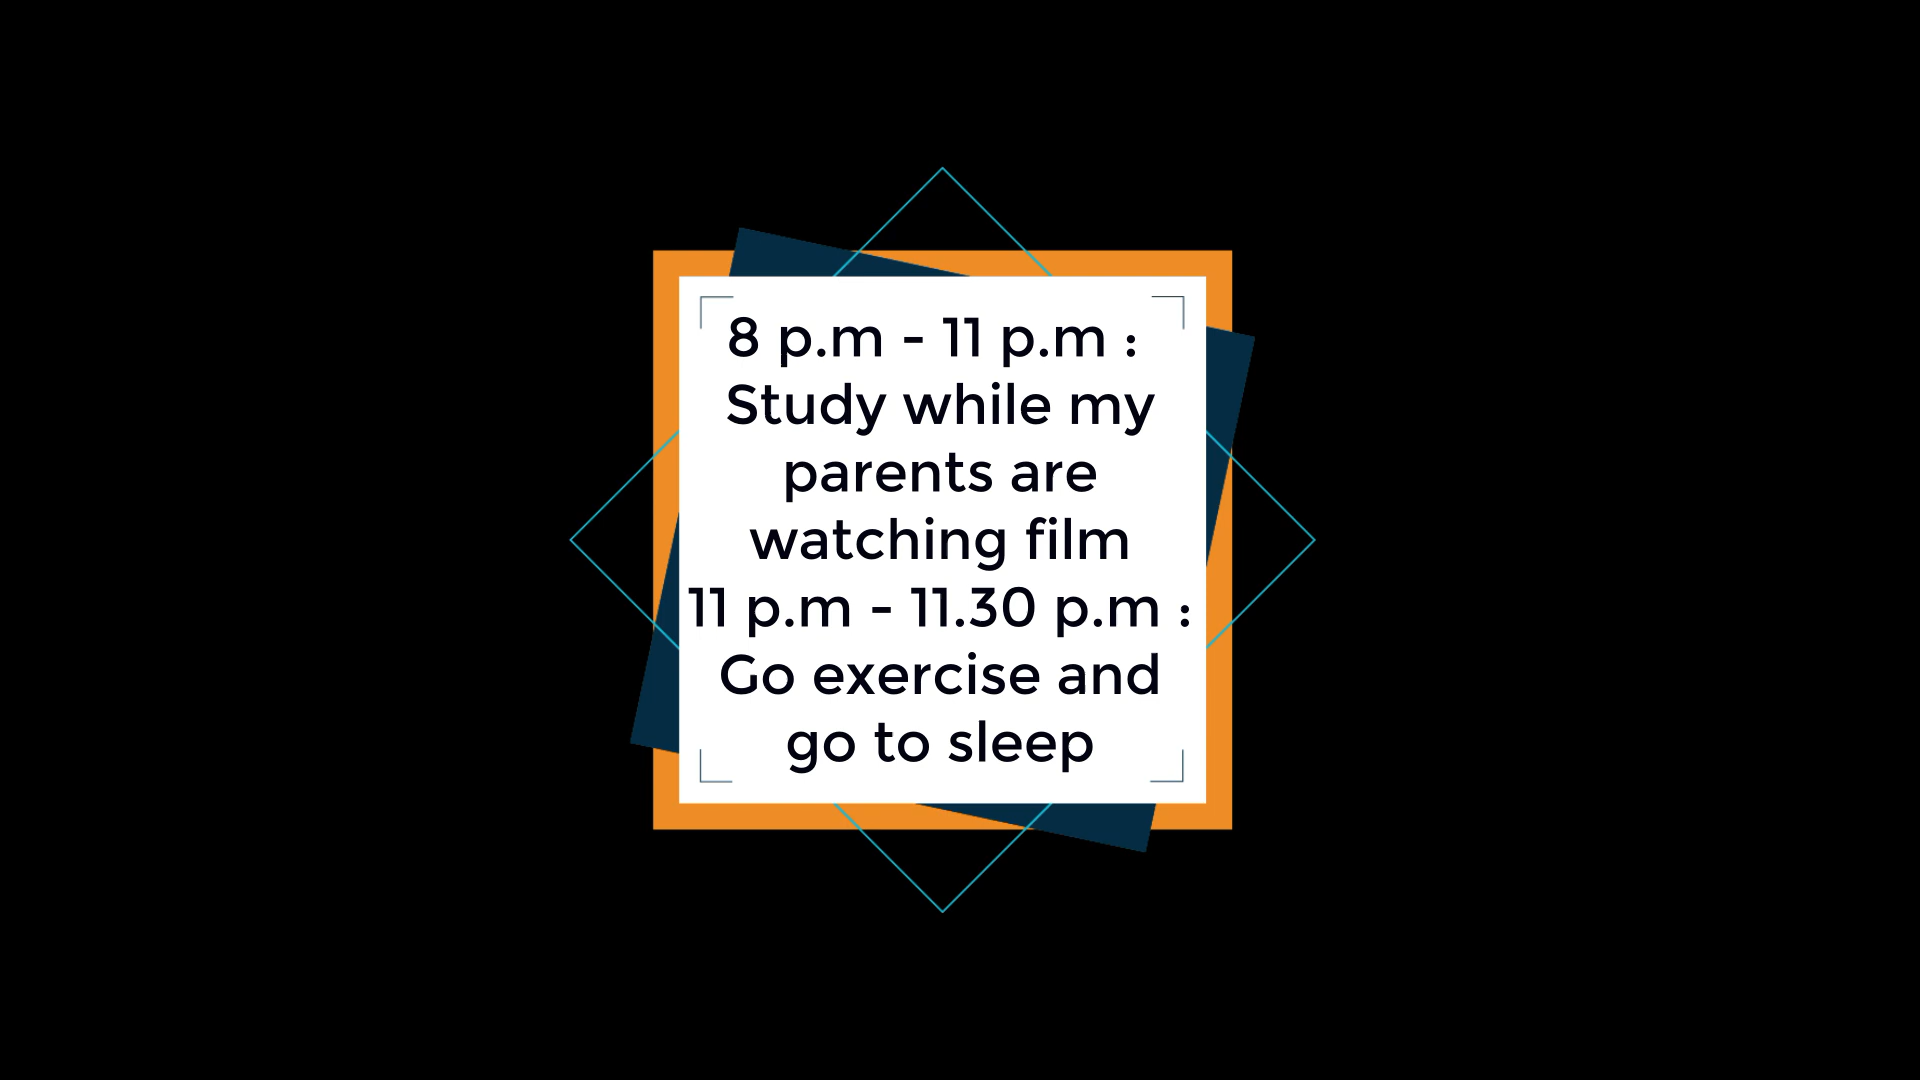 8 p.m - 11 p.m :
Study while my
parents are
watching film
11 p.m - 11.30 p.m :
Go exercise and
go to sleep